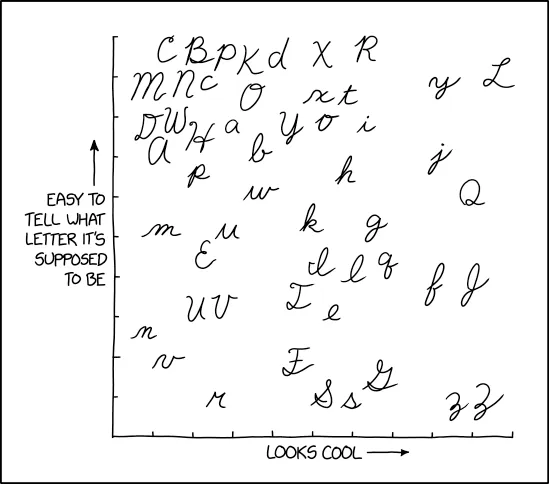 C B P K d X R
M N c O x t y L
D W H a Y o i
A b j
p w h Q
m u k g
E d l q f J
U V I e
n
v F G
r S s z Z
EASY TO
TELL WHAT
LETTER IT'S
SUPPOSED
TO BE
LOOKS COOL